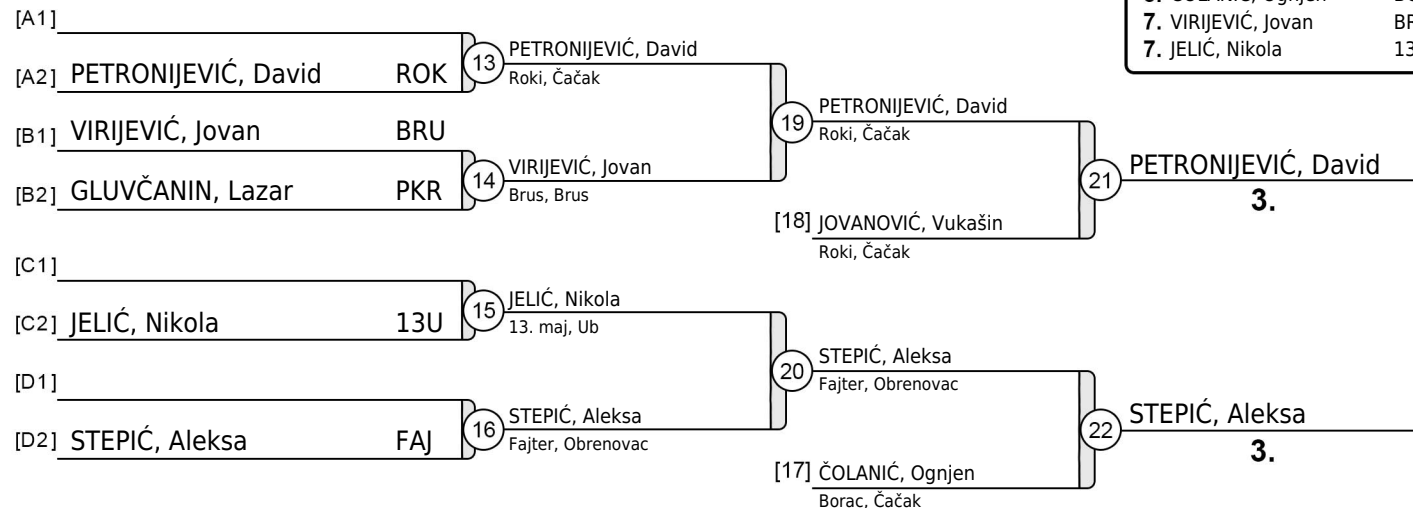 7. VIRIJEVIĆ, Jovan
7. JELIĆ, Nikola 13
[A1]
[A2] PETRONIJEVIĆ, David ROK
13
PETRONIJEVIĆ, David
Roki, Čačak
[B1] VIRIJEVIĆ, Jovan BRU
[B2] GLUVČANIN, Lazar PKR
14
VIRIJEVIĆ, Jovan
Brus, Brus
19
PETRONIJEVIĆ, David
Roki, Čačak
[18] JOVANOVIĆ, Vukašin
Roki, Čačak
21
PETRONIJEVIĆ, David
3.
[C1]
[C2] JELIĆ, Nikola 13U
15
JELIĆ, Nikola
13. maj, Ub
[D1]
[D2] STEPIĆ, Aleksa FAJ
16
STEPIĆ, Aleksa
Fajter, Obrenovac
20
STEPIĆ, Aleksa
Fajter, Obrenovac
[17] ČOLANIĆ, Ognjen
Borac, Čačak
22
STEPIĆ, Aleksa
3.